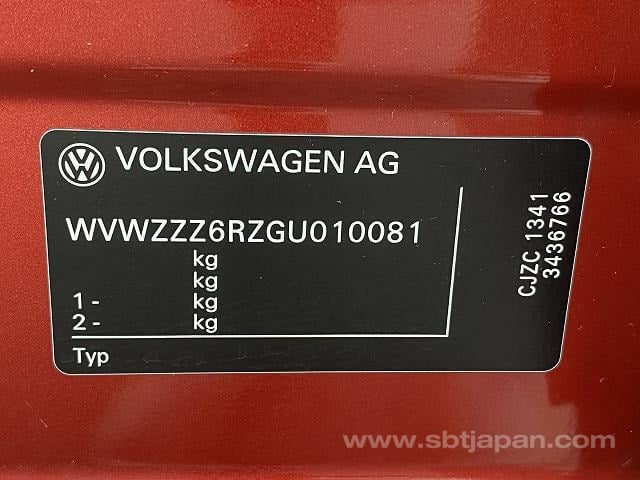 VOLKSWAGEN AG
WVWZZZ6RZGU010081
kg
kg
1 - kg
2 - kg
Typ
CJZC 1341
3436766
www.sbtjapan.com